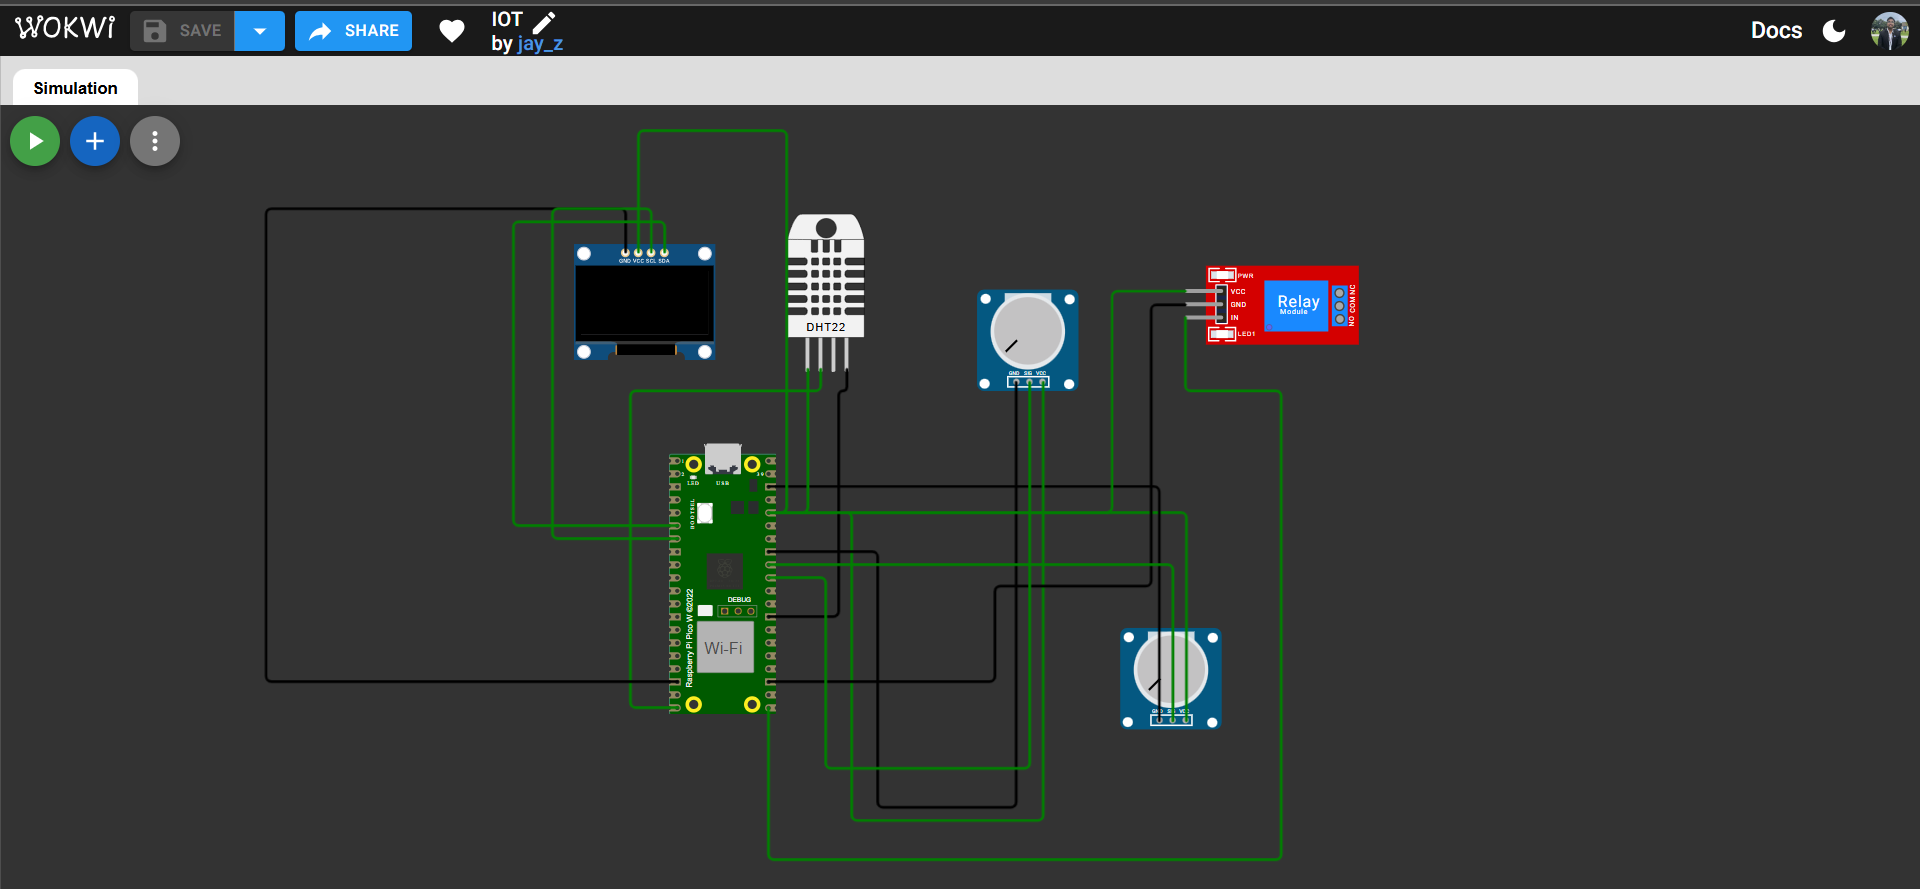 WOKWI
SAVE
SHARE
IOT
by jay_z
Docs
Simulation
GND VCC SCL SDA
DHT22
GND SIG VCC
PWR
VCC
GND
IN
LED1
Relay
Module
NO COM NC
LED
USB
BOOTSEL
DEBUG
Raspberry Pi Pico W ©2022
Wi-Fi
GND SIG VCC